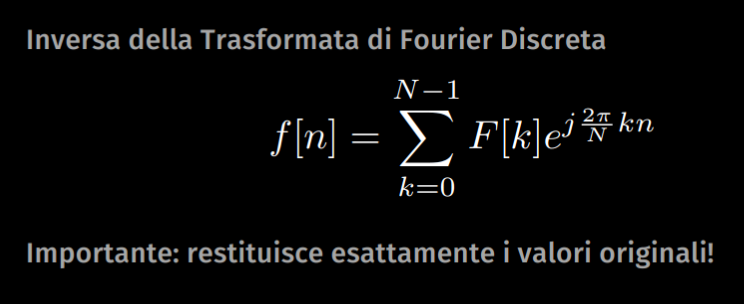 Inversa della Trasformata di Fourier Discreta
f[n] = \sum_{k=0}^{N-1} F[k]e^{j\frac{2\pi}{N}kn}
Importante: restituisce esattamente i valori originali!